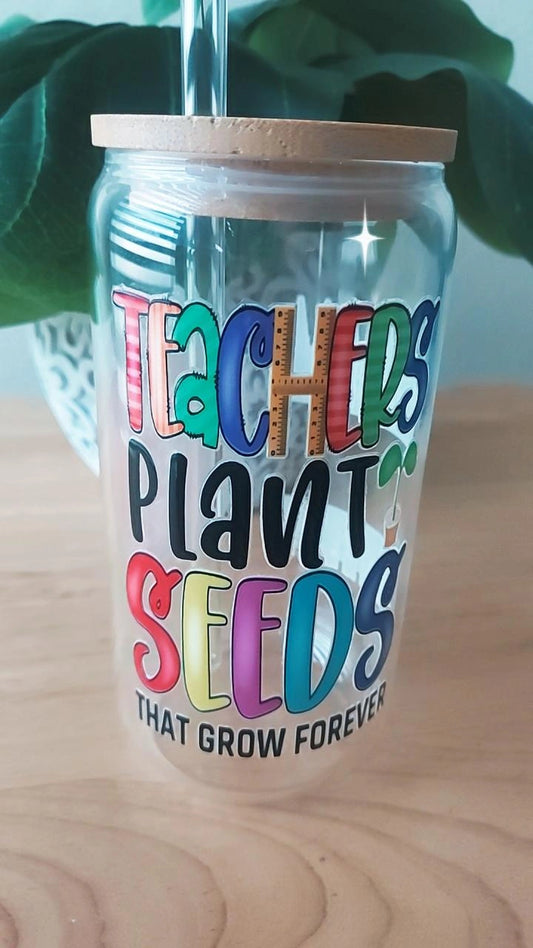 TEaCHERS
PLaNT
SEEDS
THAT GROW FOREVER